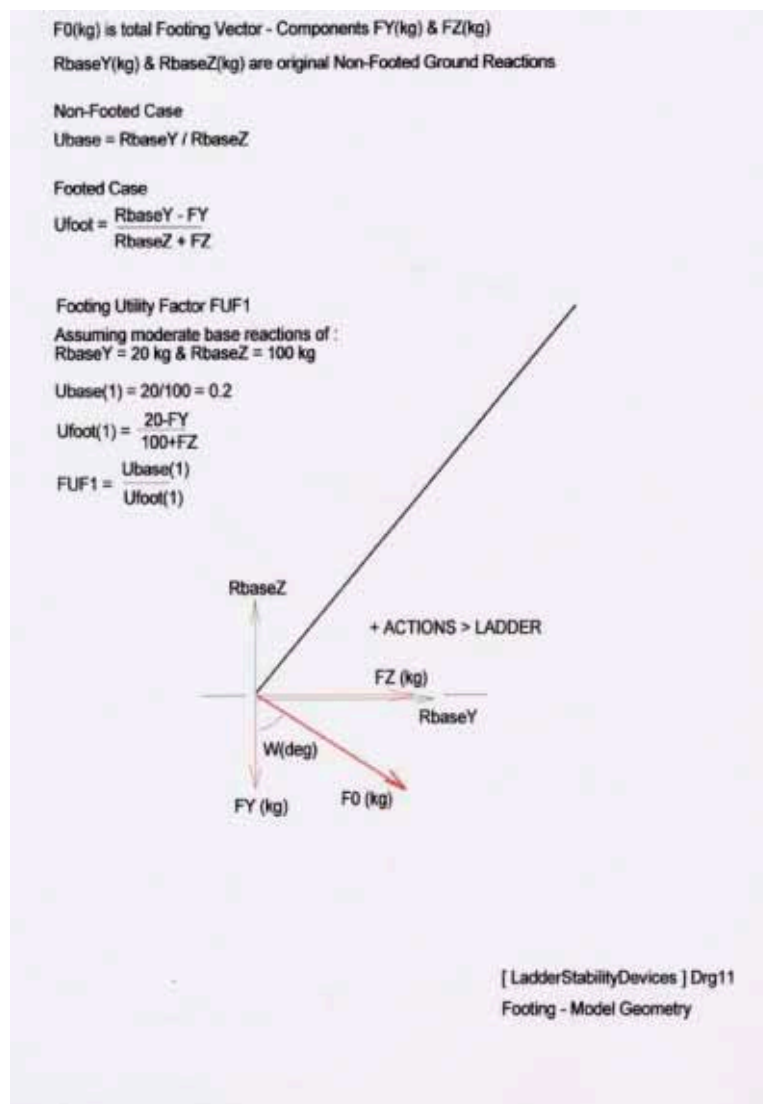 F0(kg) is total Footing Vector - Components FY(kg) & FZ(kg)
RbaseY(kg) & RbaseZ(kg) are original Non-Footed Ground Reactions
Non-Footed Case
Ubase = RbaseY / RbaseZ
Footed Case
Ufoot = RbaseY - FY
RbaseZ + FZ
Footing Utility Factor FUF1
Assuming moderate base reactions of :
RbaseY = 20 kg & RbaseZ = 100 kg
Ubase(1) = 20/100 = 0.2
Ufoot(1) = 20-FY
100+FZ
FUF1 = Ubase(1)
Ufoot(1)
RbaseZ
+ ACTIONS > LADDER
FZ (kg)
RbaseY
W(deg)
FY (kg)
F0 (kg)
[ LadderStabilityDevices ] Drg11
Footing - Model Geometry